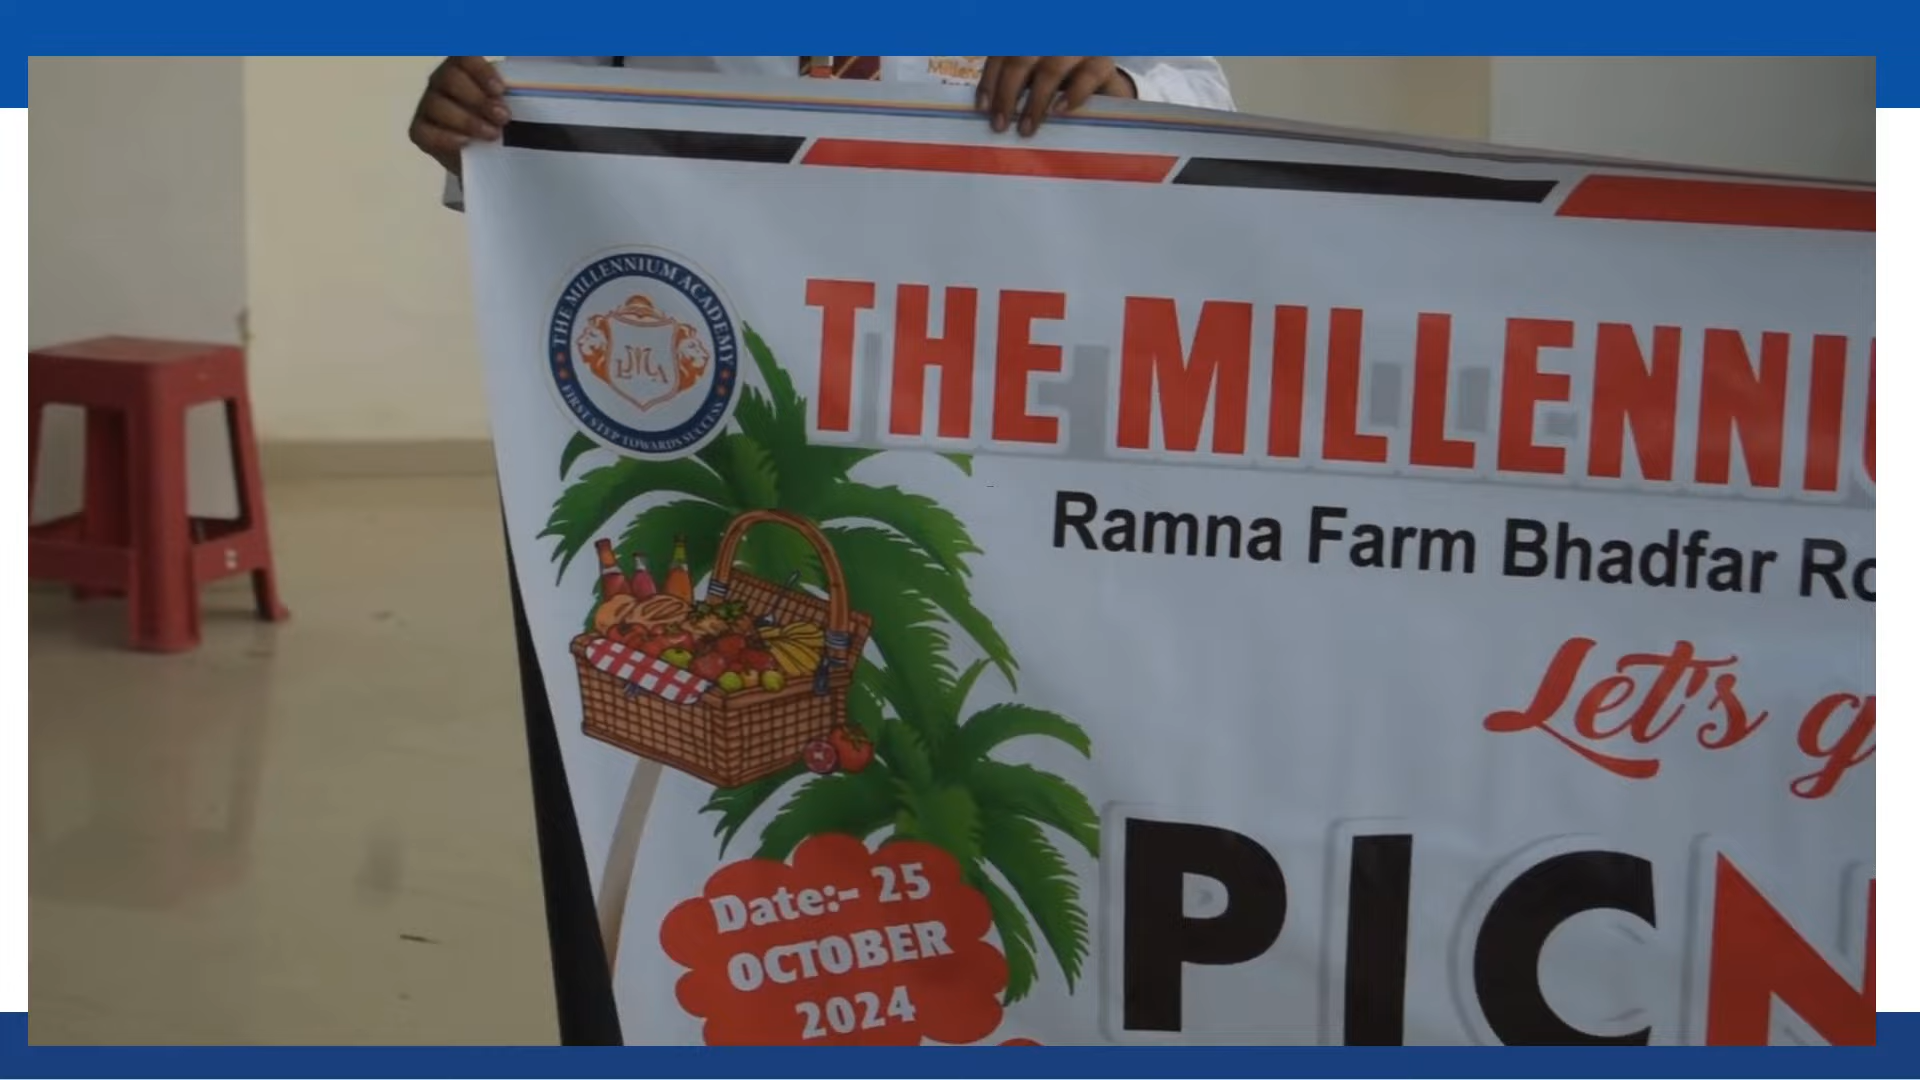 Millenn
THE MILLENNIUM ACADEMY
FIRST STEP TOWARDS SUCCESS
THE MILLENNIU
Ramna Farm Bhadfar Ro
Let's g
PICN
Date:- 25
OCTOBER
2024